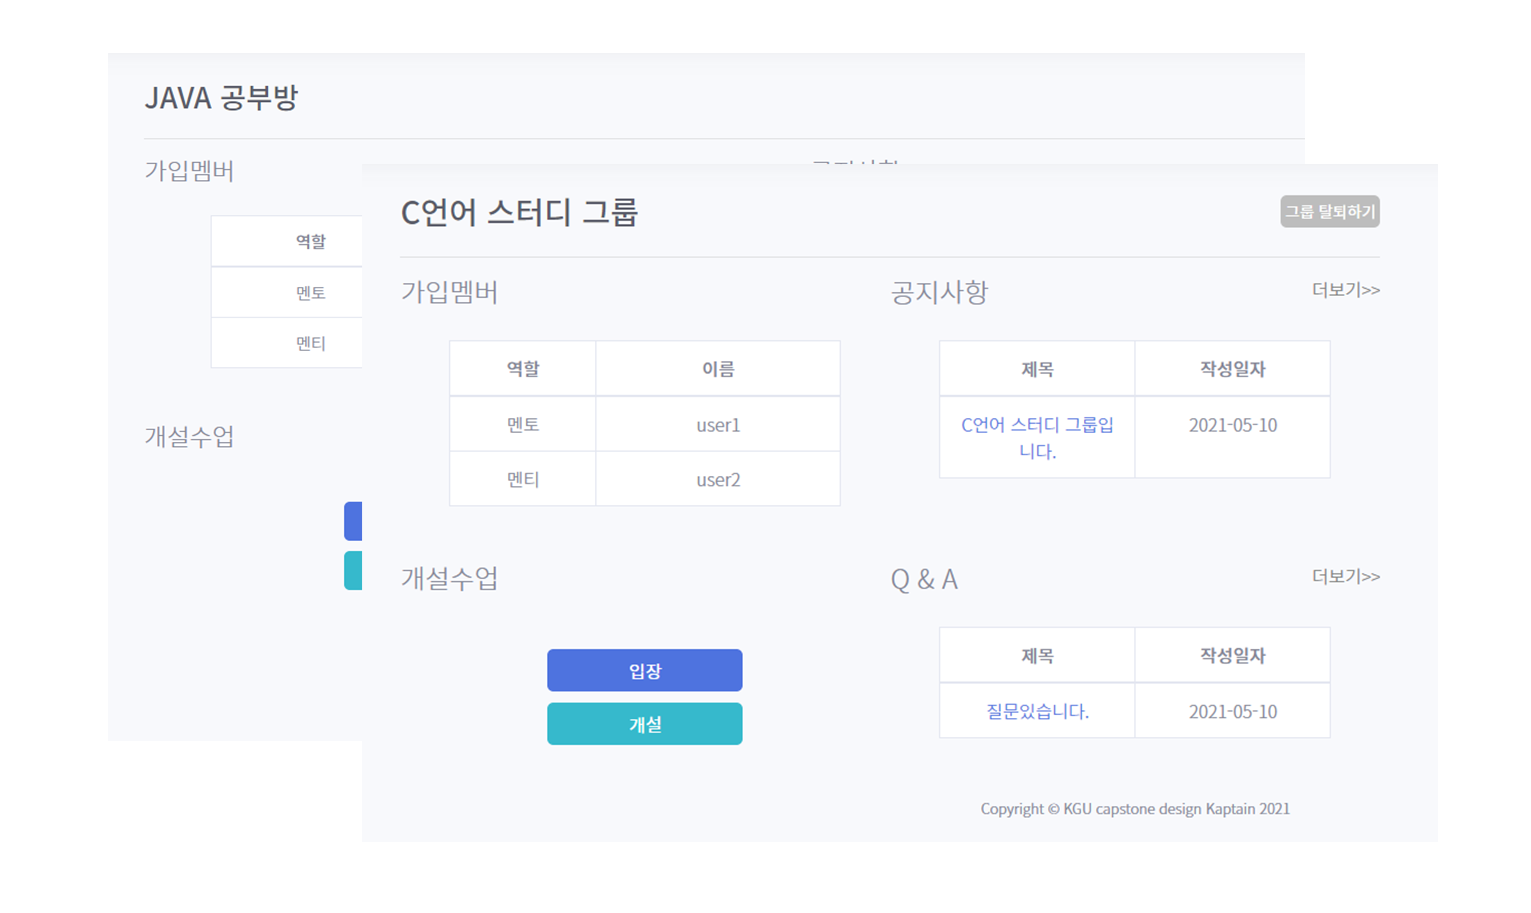 JAVA 공부방
가입멤버
역할
멘토
멘티
개설수업
C언어 스터디 그룹
그룹 탈퇴하기
가입멤버
역할 이름
멘토 user1
멘티 user2
공지사항
더보기>>
제목 작성일자
C언어 스터디 그룹입 2021-05-10
니다.
개설수업
입장
개설
Q & A
더보기>>
제목 작성일자
질문있습니다. 2021-05-10
Copyright © KGU capstone design Kaptain 2021